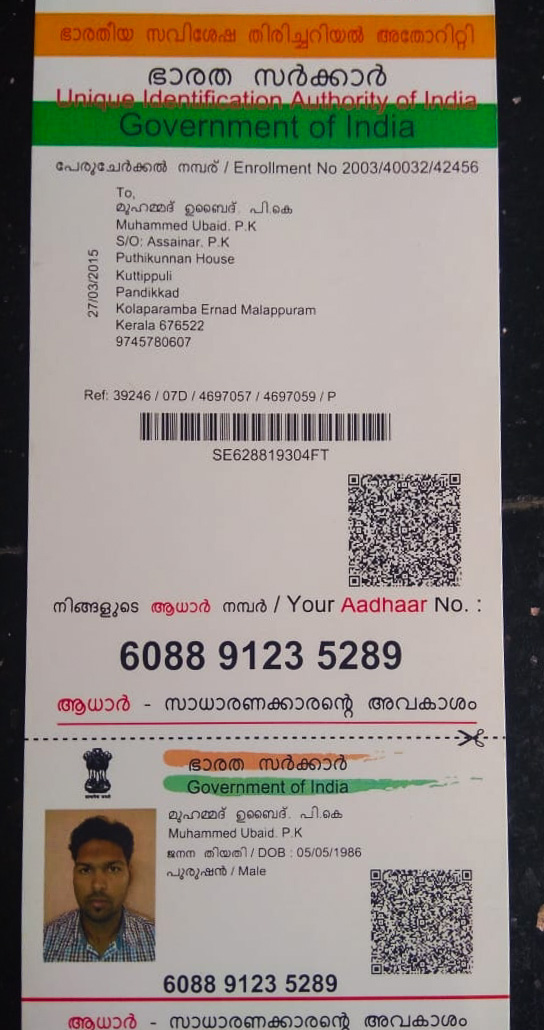 ഭാരതീയ സവിശേഷ തിരിച്ചറിയൽ അതോറിറ്റി
ഭാരത സർക്കാർ
Unique Identification Authority of India
Government of India
പേരുചേർക്കൽ നമ്പർ / Enrollment No 2003/40032/42456
To,
മുഹമ്മദ് ഉബൈദ്. പി.കെ
Muhammed Ubaid. P.K
S/O: Assainar. P.K
Puthikunnan House
Kuttippuli
Pandikkad
Kolaparamba Ernad Malappuram
Kerala 676522
9745780607
27/03/2015
Ref: 39246 / 07D / 4697057 / 4697059 / P
SE628819304FT
നിങ്ങളുടെ ആധാർ നമ്പർ / Your Aadhaar No. :
6088 9123 5289
ആധാർ - സാധാരണക്കാരന്റെ അവകാശം
ഭാരത സർക്കാർ
Government of India
മുഹമ്മദ് ഉബൈദ്. പി.കെ
Muhammed Ubaid. P.K
ജനന തിയതി / DOB : 05/05/1986
പുരുഷൻ / Male
6088 9123 5289
ആധാർ - സാധാരണക്കാരന്റെ അവകാശം